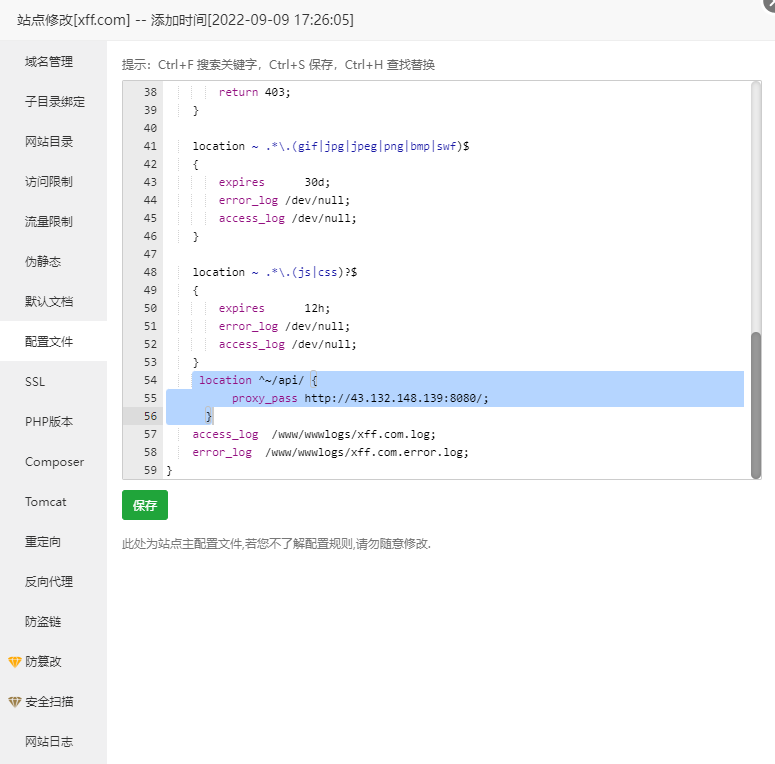 站点修改[xff.com] -- 添加时间[2022-09-09 17:26:05]
域名管理
子目录绑定
网站目录
访问限制
流量限制
伪静态
默认文档
配置文件
SSL
PHP版本
Composer
Tomcat
重定向
反向代理
防盗链
防篡改
安全扫描
网站日志
提示：Ctrl+F 搜索关键字，Ctrl+S 保存，Ctrl+H 查找替换
38 return 403;
39 }
40
41 location ~ .*\.(gif|jpg|jpeg|png|bmp|swf)$
42 {
43 expires      30d;
44 error_log /dev/null;
45 access_log /dev/null;
46 }
47
48 location ~ .*\.(js|css)?$
49 {
50 expires      12h;
51 error_log /dev/null;
52 access_log /dev/null;
53 }
54 location ^~/api/ {
55 proxy_pass http://43.132.148.139:8080/;
56 }
57 access_log  /www/wwwlogs/xff.com.log;
58 error_log  /www/wwwlogs/xff.com.error.log;
59 }
保存
此处为站点主配置文件,若您不了解配置规则,请勿随意修改.